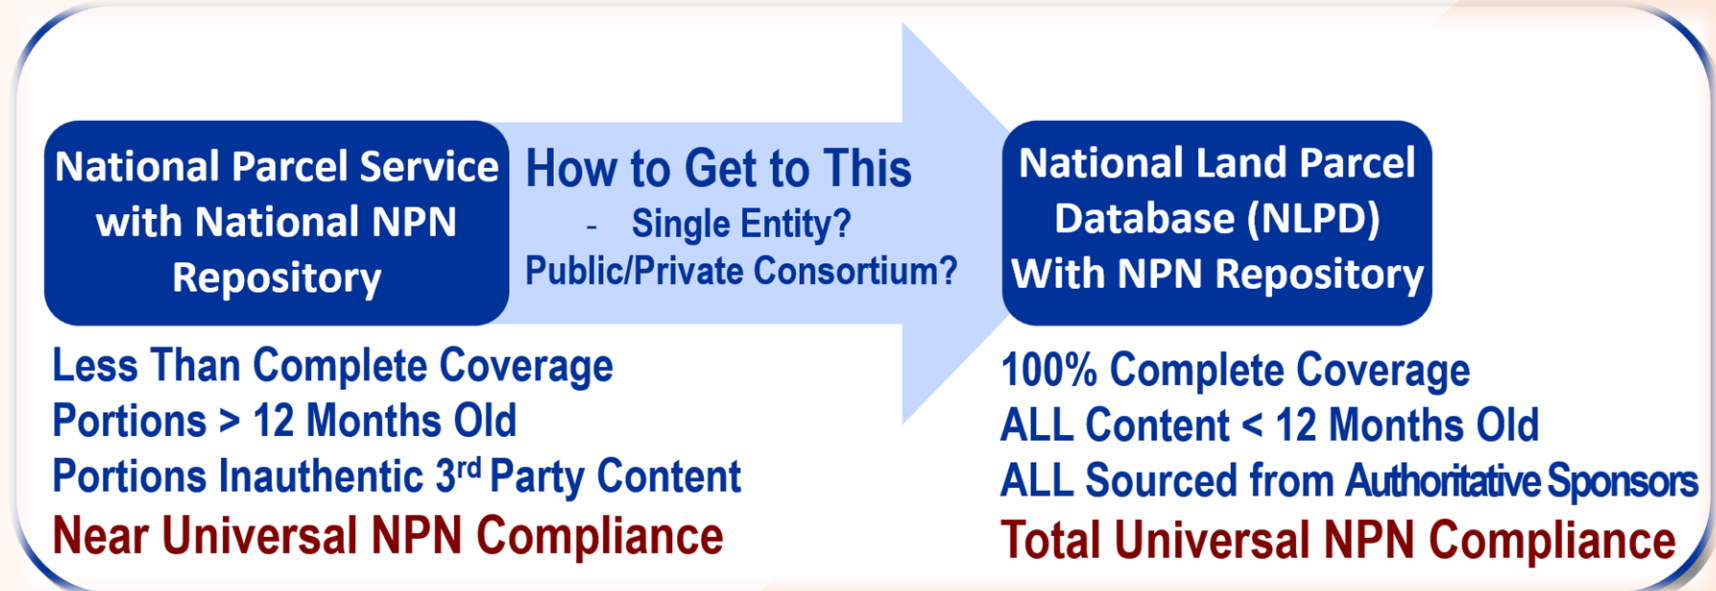 National Parcel Service
with National NPN
Repository
How to Get to This
- Single Entity?
Public/Private Consortium?
National Land Parcel
Database (NLPD)
With NPN Repository
Less Than Complete Coverage
Portions > 12 Months Old
Portions Inauthentic 3rd Party Content
Near Universal NPN Compliance
100% Complete Coverage
ALL Content < 12 Months Old
ALL Sourced from Authoritative Sponsors
Total Universal NPN Compliance